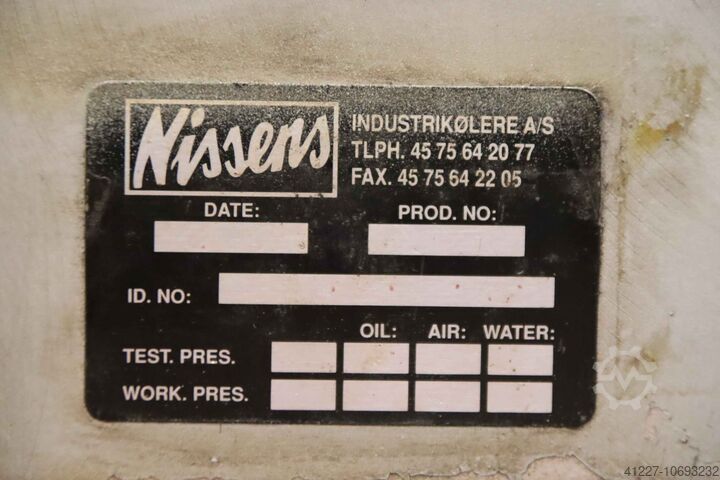 Nissens
INDUSTRIKØLERE A/S
TLPH. 45 75 64 20 77
FAX. 45 75 64 22 05
DATE: PROD. NO:
ID. NO:
OIL: AIR: WATER:
TEST. PRES.
WORK. PRES.
41227-10693232